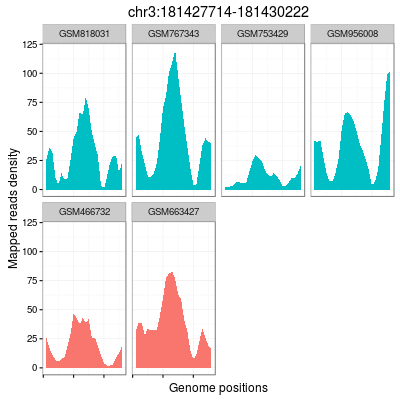 chr3:181427714-181430222
GSM818031 GSM767343 GSM753429 GSM956008
125
100
75
50
25
0
GSM466732 GSM663427
125
100
75
50
25
0
Mapped reads density
Genome positions